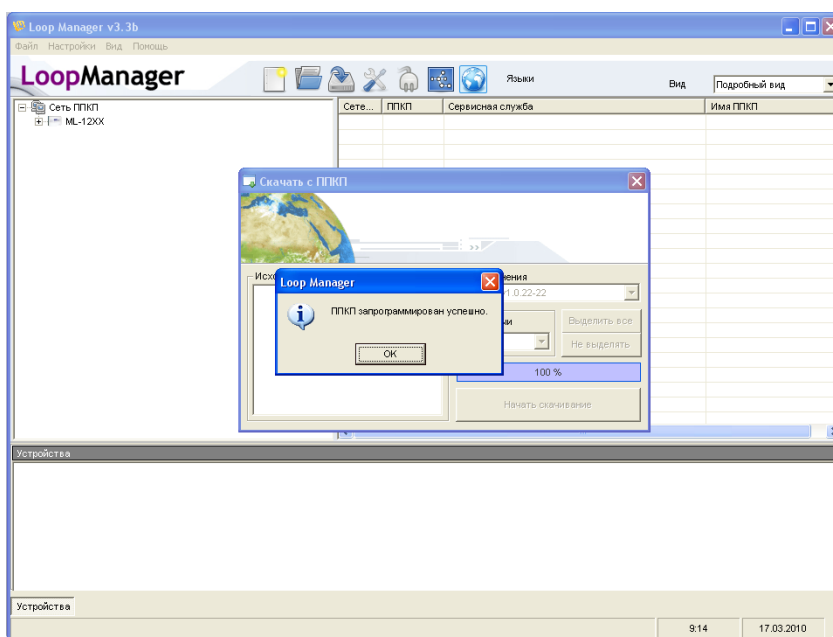 Loop Manager v3.3b
Файл Настройки Вид Помощь
LoopManager
Языки
Вид
Подробный вид
Сеть ППКП
ML-12XX
Сете... ППКП Сервисная служба Имя ППКП
Скачать с ППКП
Loop Manager
ППКП запрограммирован успешно.
OK
Выделить все
Не выделять
100 %
Начать скачивание
Устройства
Устройства
9:14 17.03.2010